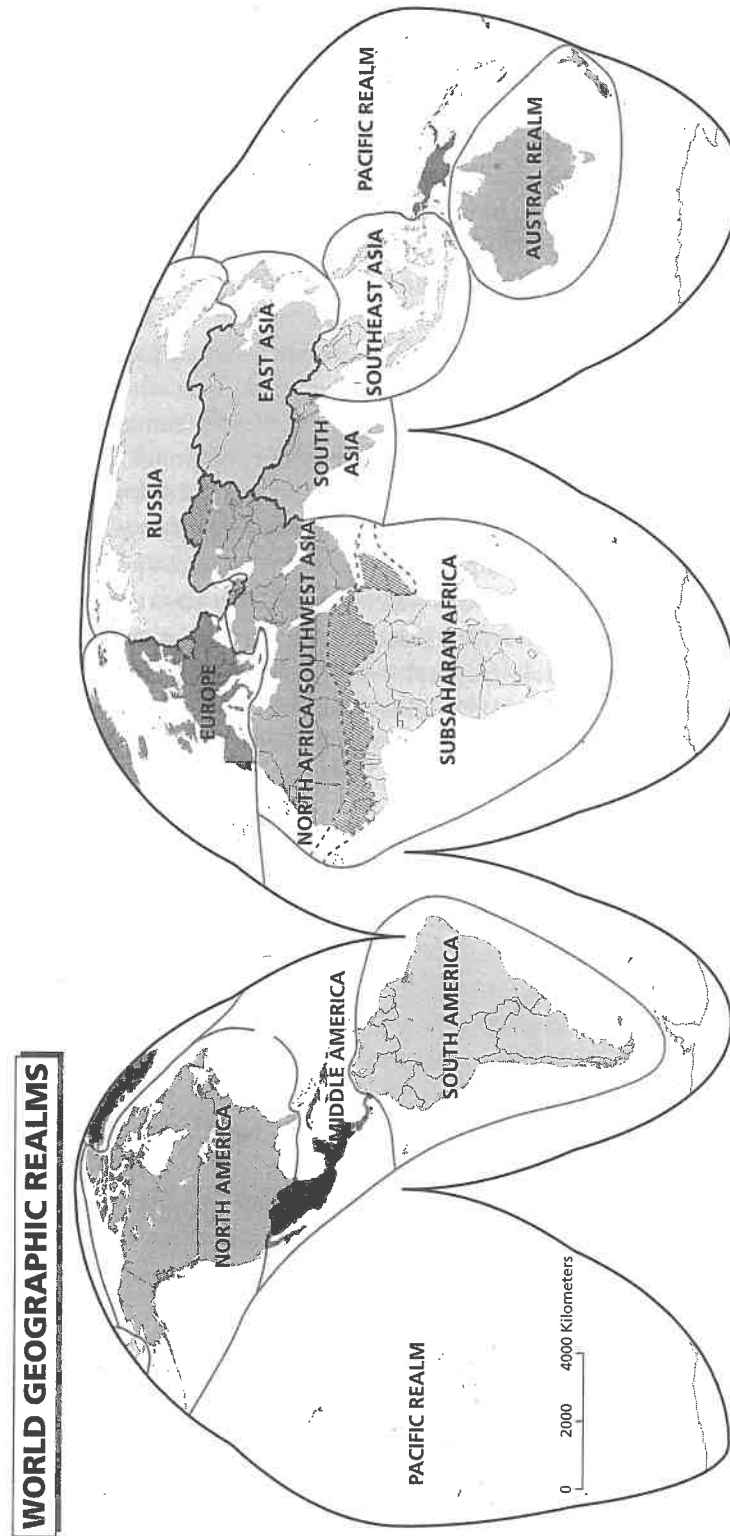 WORLD GEOGRAPHIC REALMS
NORTH AMERICA
MIDDLE AMERICA
SOUTH AMERICA
PACIFIC REALM
0 2000 4000 Kilometers
EUROPE
RUSSIA
NORTH AFRICA/SOUTHWEST ASIA
SUBSAHARAN AFRICA
SOUTH
ASIA
EAST ASIA
SOUTHEAST ASIA
PACIFIC REALM
AUSTRAL REALM